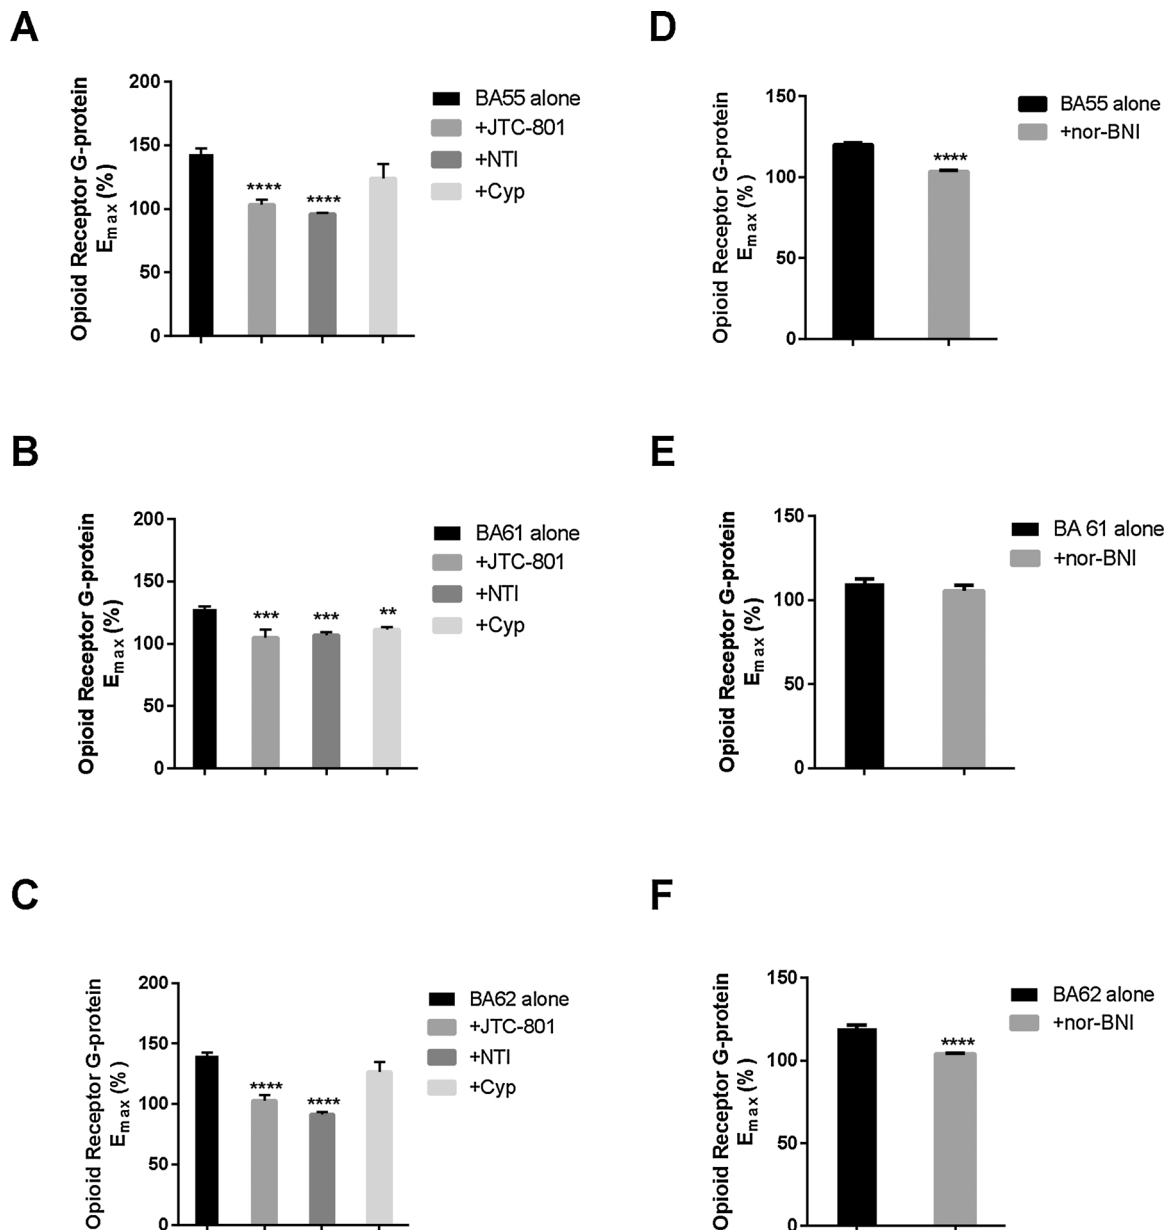 A
Opioid Receptor G-protein
Emax (%)
200
150
100
50
0
****
****
BA55 alone
+JTC-801
+NTI
+Cyp
D
Opioid Receptor G-protein
Emax (%)
150
100
50
0
****
BA55 alone
+nor-BNI
B
Opioid Receptor G-protein
Emax (%)
200
150
100
50
0
***
***
**
BA61 alone
+JTC-801
+NTI
+Cyp
E
Opioid Receptor G-protein
Emax (%)
150
100
50
0
BA 61 alone
+nor-BNI
C
Opioid Receptor G-protein
Emax (%)
200
150
100
50
0
****
****
BA62 alone
+JTC-801
+NTI
+Cyp
F
Opioid Receptor G-protein
Emax (%)
150
100
50
0
****
BA62 alone
+nor-BNI